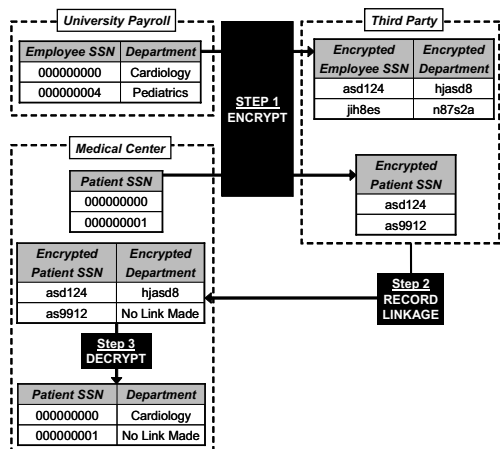 University Payroll
Employee SSN Department
000000000 Cardiology
000000004 Pediatrics
STEP 1
ENCRYPT
Third Party
Encrypted Employee SSN Encrypted Department
asd124 hjasd8
jih8es n87s2a
Encrypted
Patient SSN
asd124
as9912
Medical Center
Patient SSN
000000000
000000001
Step 2
RECORD
LINKAGE
Encrypted Patient SSN Encrypted Department
asd124 hjasd8
as9912 No Link Made
Step 3
DECRYPT
Patient SSN Department
000000000 Cardiology
000000001 No Link Made